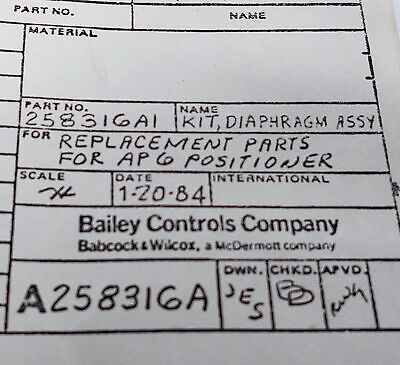 PART NO. NAME
MATERIAL
PART NO. NAME
258316A1 KIT, DIAPHRAGM ASSY
FOR REPLACEMENT PARTS
FOR AP6 POSITIONER
SCALE DATE INTERNATIONAL
1-20-84
Bailey Controls Company
Babcock & Wilcox, a McDermott company
DWN. CHKD. APVD.
A258316A JES